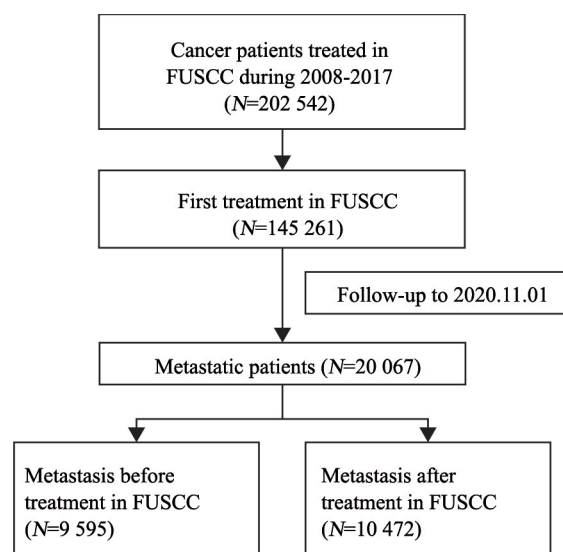 Cancer patients treated in
FUSCC during 2008-2017
(N=202 542)
First treatment in FUSCC
(N=145 261)
Follow-up to 2020.11.01
Metastatic patients (N=20 067)
Metastasis before
treatment in FUSCC
(N=9 595)
Metastasis after
treatment in FUSCC
(N=10 472)